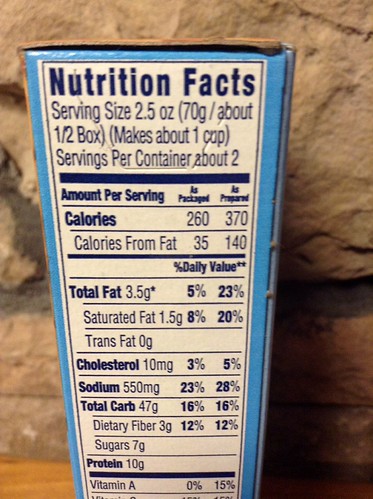 Nutrition Facts
Serving Size 2.5 oz (70g / about
1/2 Box) (Makes about 1 cup)
Servings Per Container about 2
Amount Per Serving As Packaged As Prepared
Calories 260 370
Calories From Fat 35 140
%Daily Value**
Total Fat 3.5g* 5% 23%
Saturated Fat 1.5g 8% 20%
Trans Fat 0g
Cholesterol 10mg 3% 5%
Sodium 550mg 23% 28%
Total Carb 47g 16% 16%
Dietary Fiber 3g 12% 12%
Sugars 7g
Protein 10g
Vitamin A 0% 15%